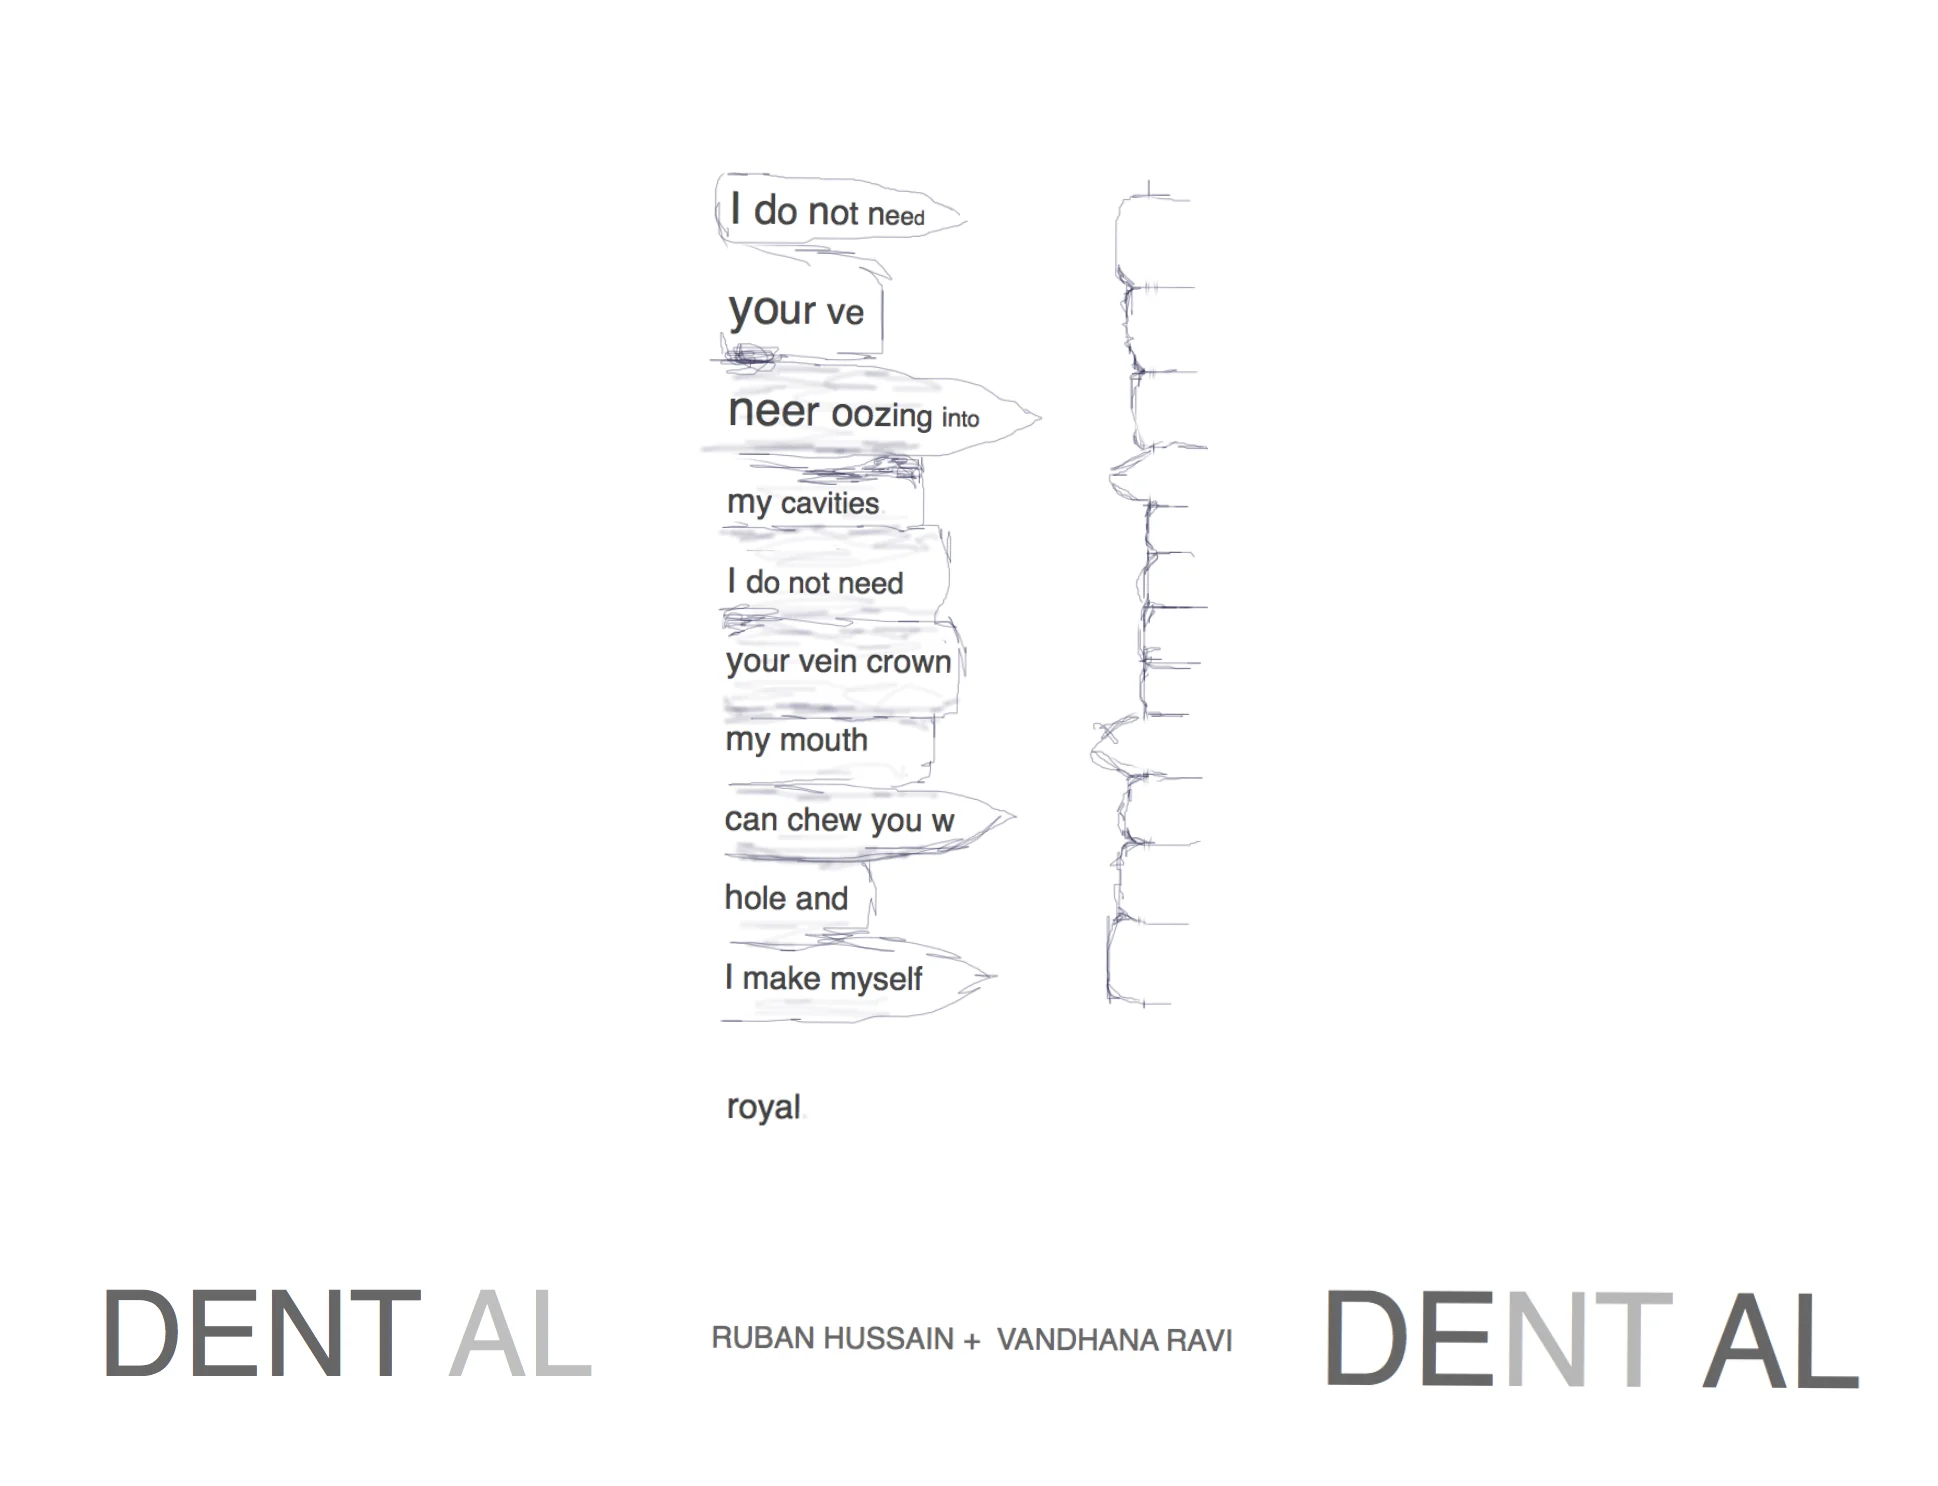 I do not need
your ve
neer oozing into
my cavities
I do not need
your vein crown
my mouth
can chew you w
hole and
I make myself
royal
DENT AL
RUBAN HUSSAIN + VANDHANA RAVI
DENT AL